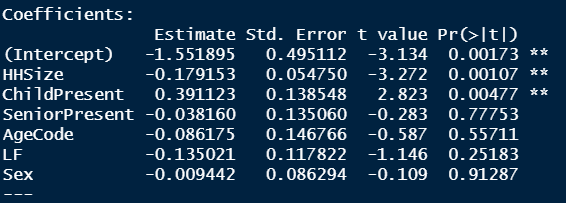 Coefficients:
Estimate Std. Error t value Pr(>|t|)
(Intercept) -1.551895 0.495112 -3.134 0.00173 **
HHSize -0.179153 0.054750 -3.272 0.00107 **
ChildPresent 0.391123 0.138548 2.823 0.00477 **
SeniorPresent -0.038160 0.135060 -0.283 0.77753
AgeCode -0.086175 0.146766 -0.587 0.55711
LF -0.135021 0.117822 -1.146 0.25183
Sex -0.009442 0.086294 -0.109 0.91287
---